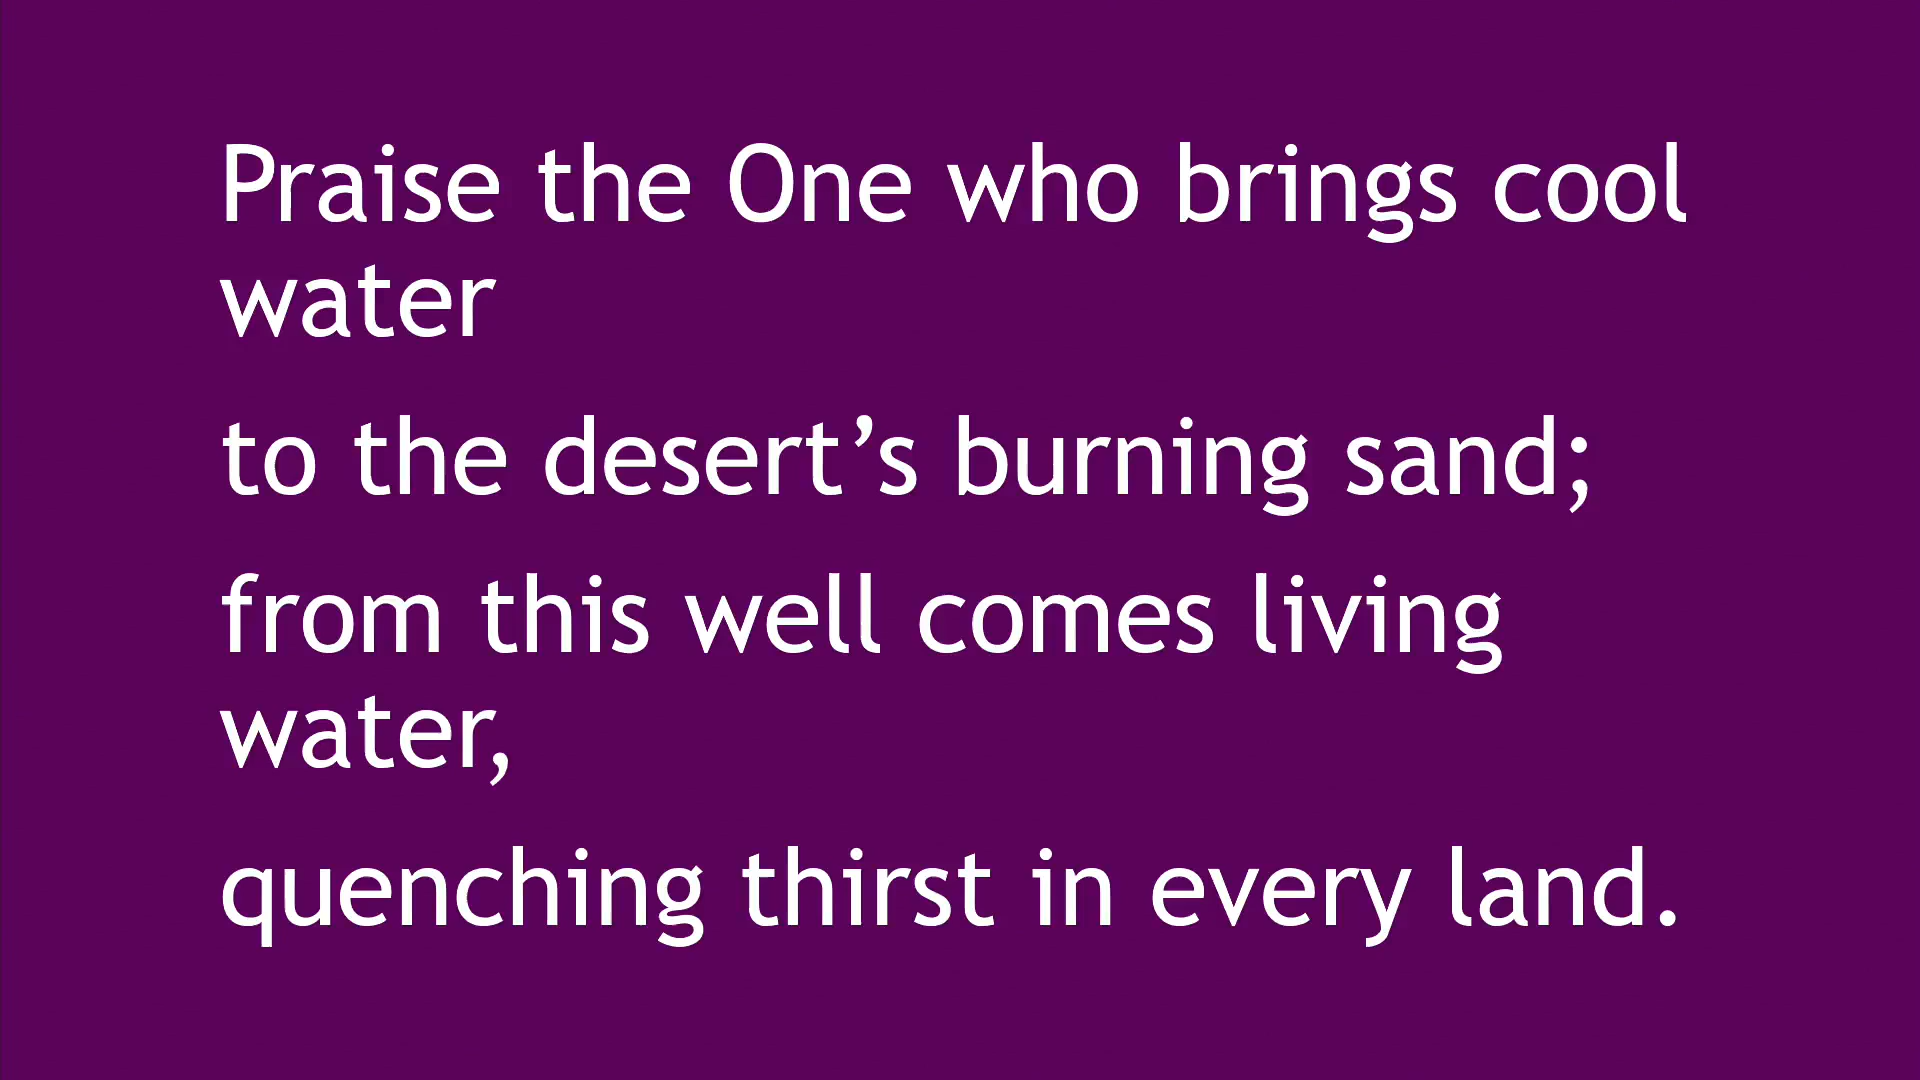 Praise the One who brings cool
water
to the desert’s burning sand;
from this well comes living
water,
quenching thirst in every land.